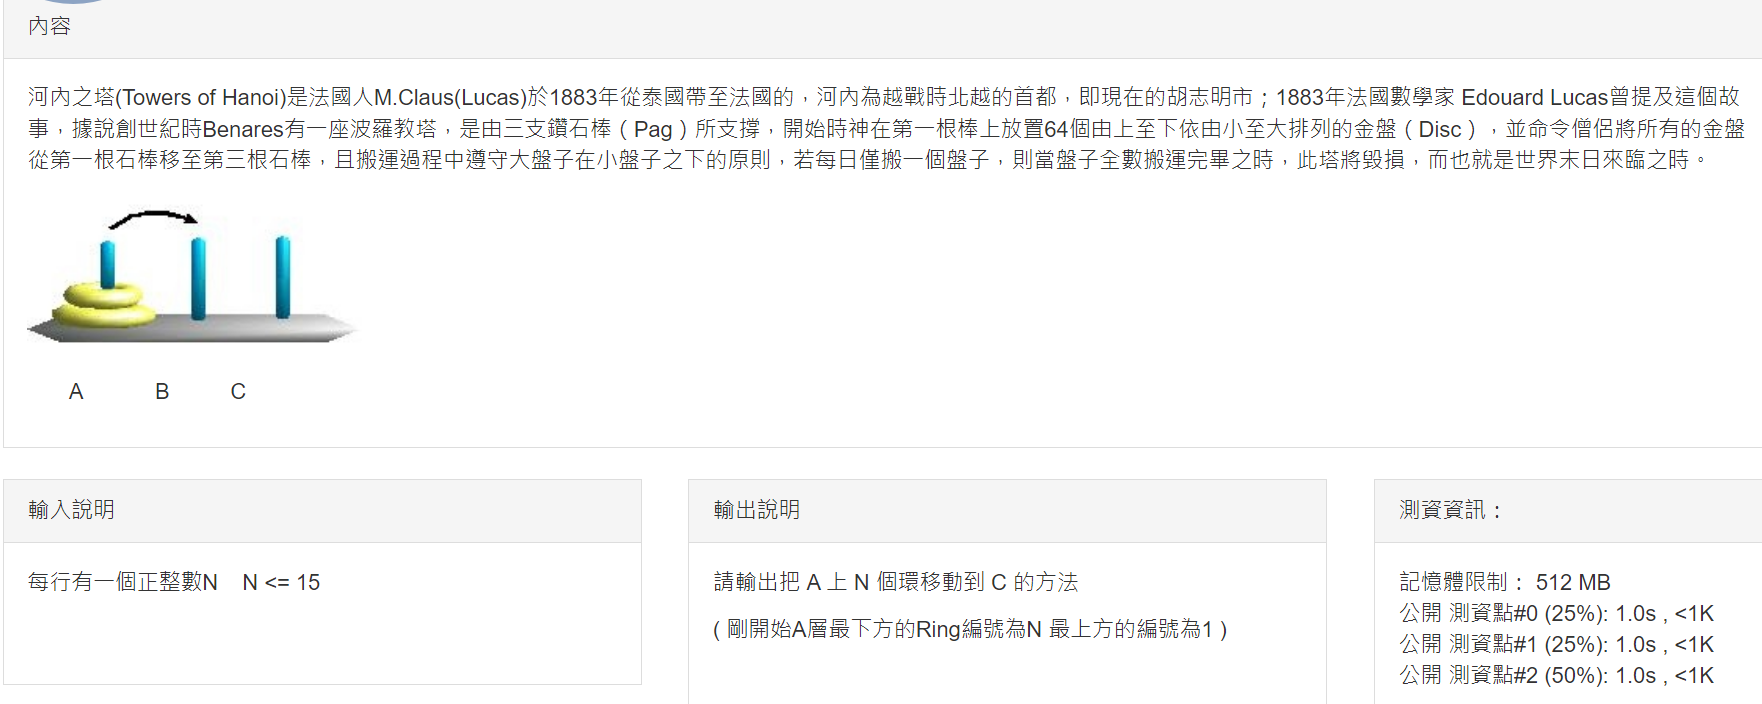 內容
河內之塔(Towers of Hanoi)是法國人M.Claus(Lucas)於1883年從泰國帶至法國的，河內為越戰時北越的首都，即現在的胡志明市；1883年法國數學家 Edouard Lucas曾提及這個故
事，據說創世紀時Benares有一座波羅教塔，是由三支鑽石棒（Pag）所支撐，開始時神在第一根棒上放置64個由上至下依由小至大排列的金盤（Disc），並命令僧侶將所有的金盤
從第一根石棒移至第三根石棒，且搬運過程中遵守大盤子在小盤子之下的原則，若每日僅搬一個盤子，則當盤子全數搬運完畢之時，此塔將毀損，而也就是世界末日來臨之時。
A B C
輸入說明
每行有一個正整數N N <= 15
輸出說明
請輸出把 A 上 N 個環移動到 C 的方法
( 剛開始A層最下方的Ring編號為N 最上方的編號為1 )
測資資訊：
記憶體限制： 512 MB
公開 測資點#0 (25%): 1.0s , <1K
公開 測資點#1 (25%): 1.0s , <1K
公開 測資點#2 (50%): 1.0s , <1K